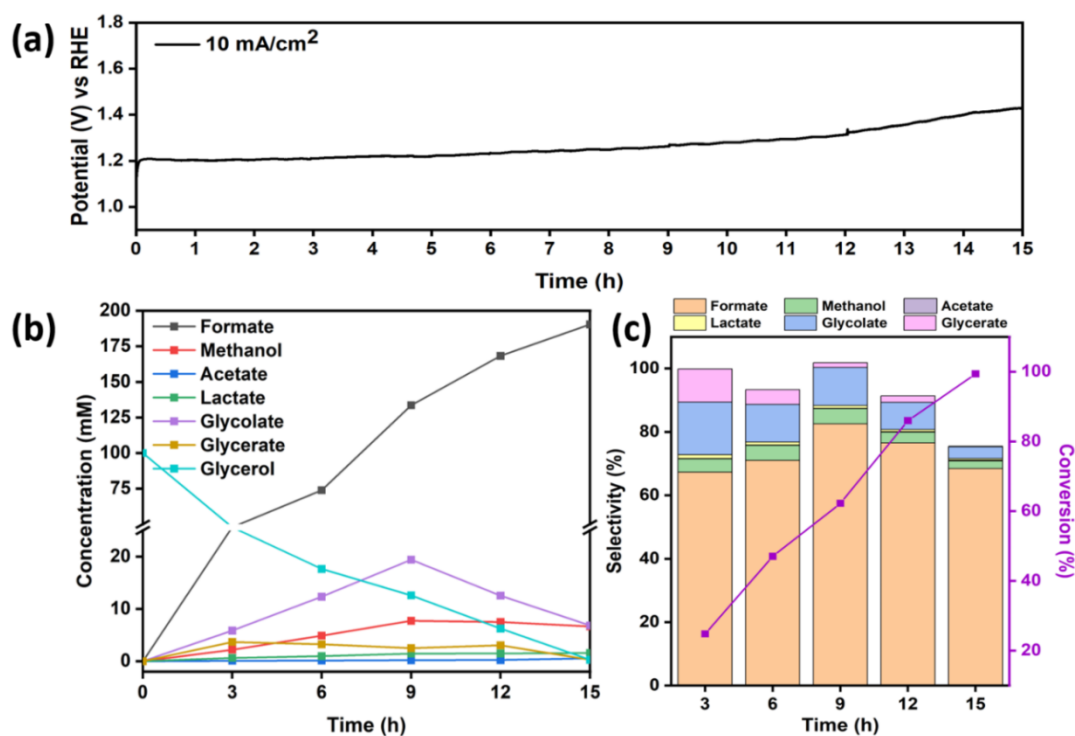 (a)
10 mA/cm²
Potential (V) vs RHE
1.8
1.6
1.4
1.2
1.0
0 1 2 3 4 5 6 7 8 9 10 11 12 13 14 15
Time (h)
(b)
Formate
Methanol
Acetate
Lactate
Glycolate
Glycerate
Glycerol
Concentration (mM)
200
175
150
125
100
75
20
10
0
0 3 6 9 12 15
Time (h)
(c)
Formate Methanol Acetate
Lactate Glycolate Glycerate
Selectivity (%)
100
80
60
40
20
0
3 6 9 12 15
Time (h)
100
80
60
40
20
Conversion (%)